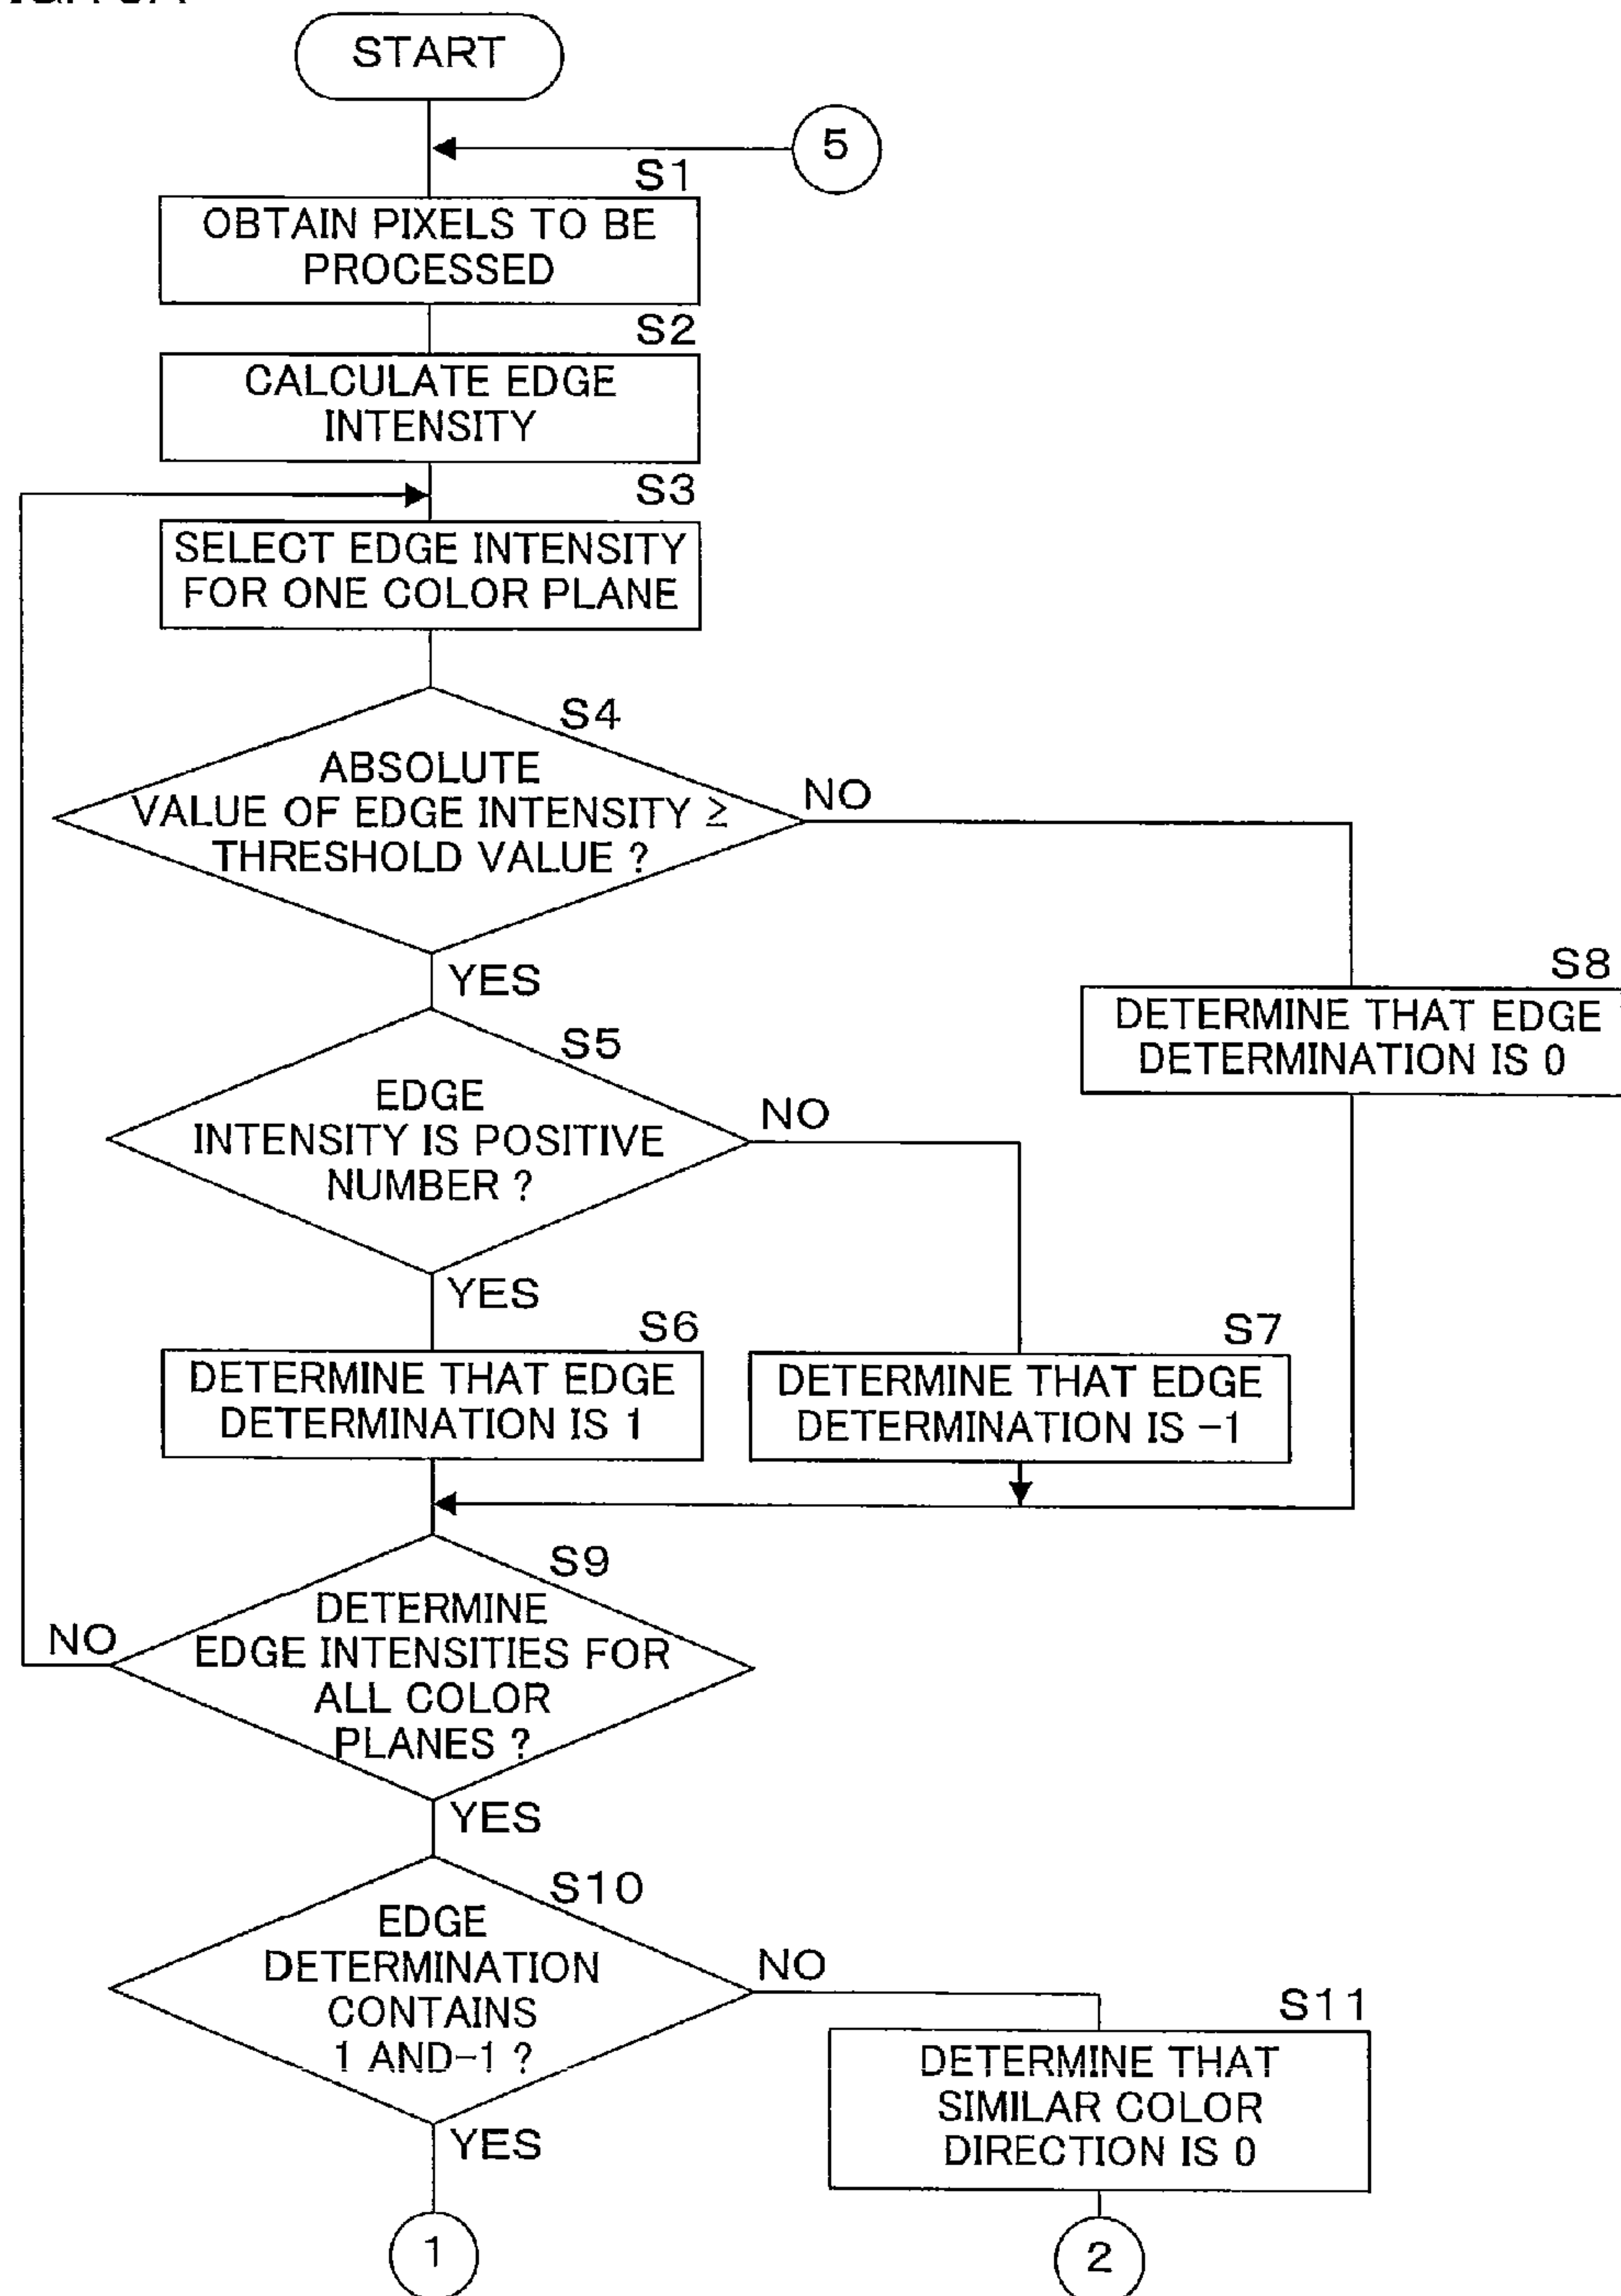 START
5
S1
OBTAIN PIXELS TO BE
PROCESSED
S2
CALCULATE EDGE
INTENSITY
S3
SELECT EDGE INTENSITY
FOR ONE COLOR PLANE
S4
ABSOLUTE
VALUE OF EDGE INTENSITY ≥
THRESHOLD VALUE ?
NO
YES
S8
DETERMINE THAT EDGE
DETERMINATION IS 0
S5
EDGE
INTENSITY IS POSITIVE
NUMBER ?
NO
YES
S6
DETERMINE THAT EDGE
DETERMINATION IS 1
S7
DETERMINE THAT EDGE
DETERMINATION IS -1
S9
DETERMINE
EDGE INTENSITIES FOR
ALL COLOR
PLANES ?
NO
YES
S10
EDGE
DETERMINATION
CONTAINS
1 AND-1 ?
NO
YES
S11
DETERMINE THAT
SIMILAR COLOR
DIRECTION IS 0
1
2